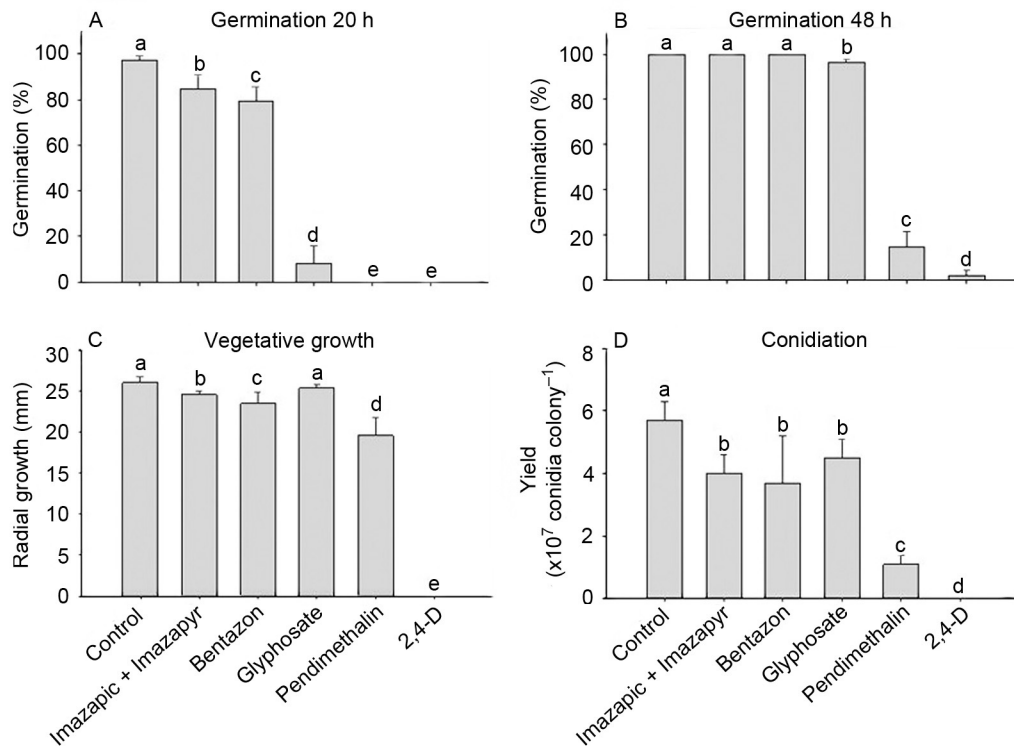 A Germination 20 h
Germination (%)
100
80
60
40
20
0
a b c d e e
B Germination 48 h
Germination (%)
100
80
60
40
20
0
a a a b c d
C Vegetative growth
Radial growth (mm)
30
25
20
15
10
5
0
a b c a d e
Control
Imazapic + Imazapyr
Bentazon
Glyphosate
Pendimethalin
2,4-D
D Conidiation
Yield
(x10⁷ conidia colony⁻¹)
8
6
4
2
0
a b b b c d
Control
Imazapic + Imazapyr
Bentazon
Glyphosate
Pendimethalin
2,4-D